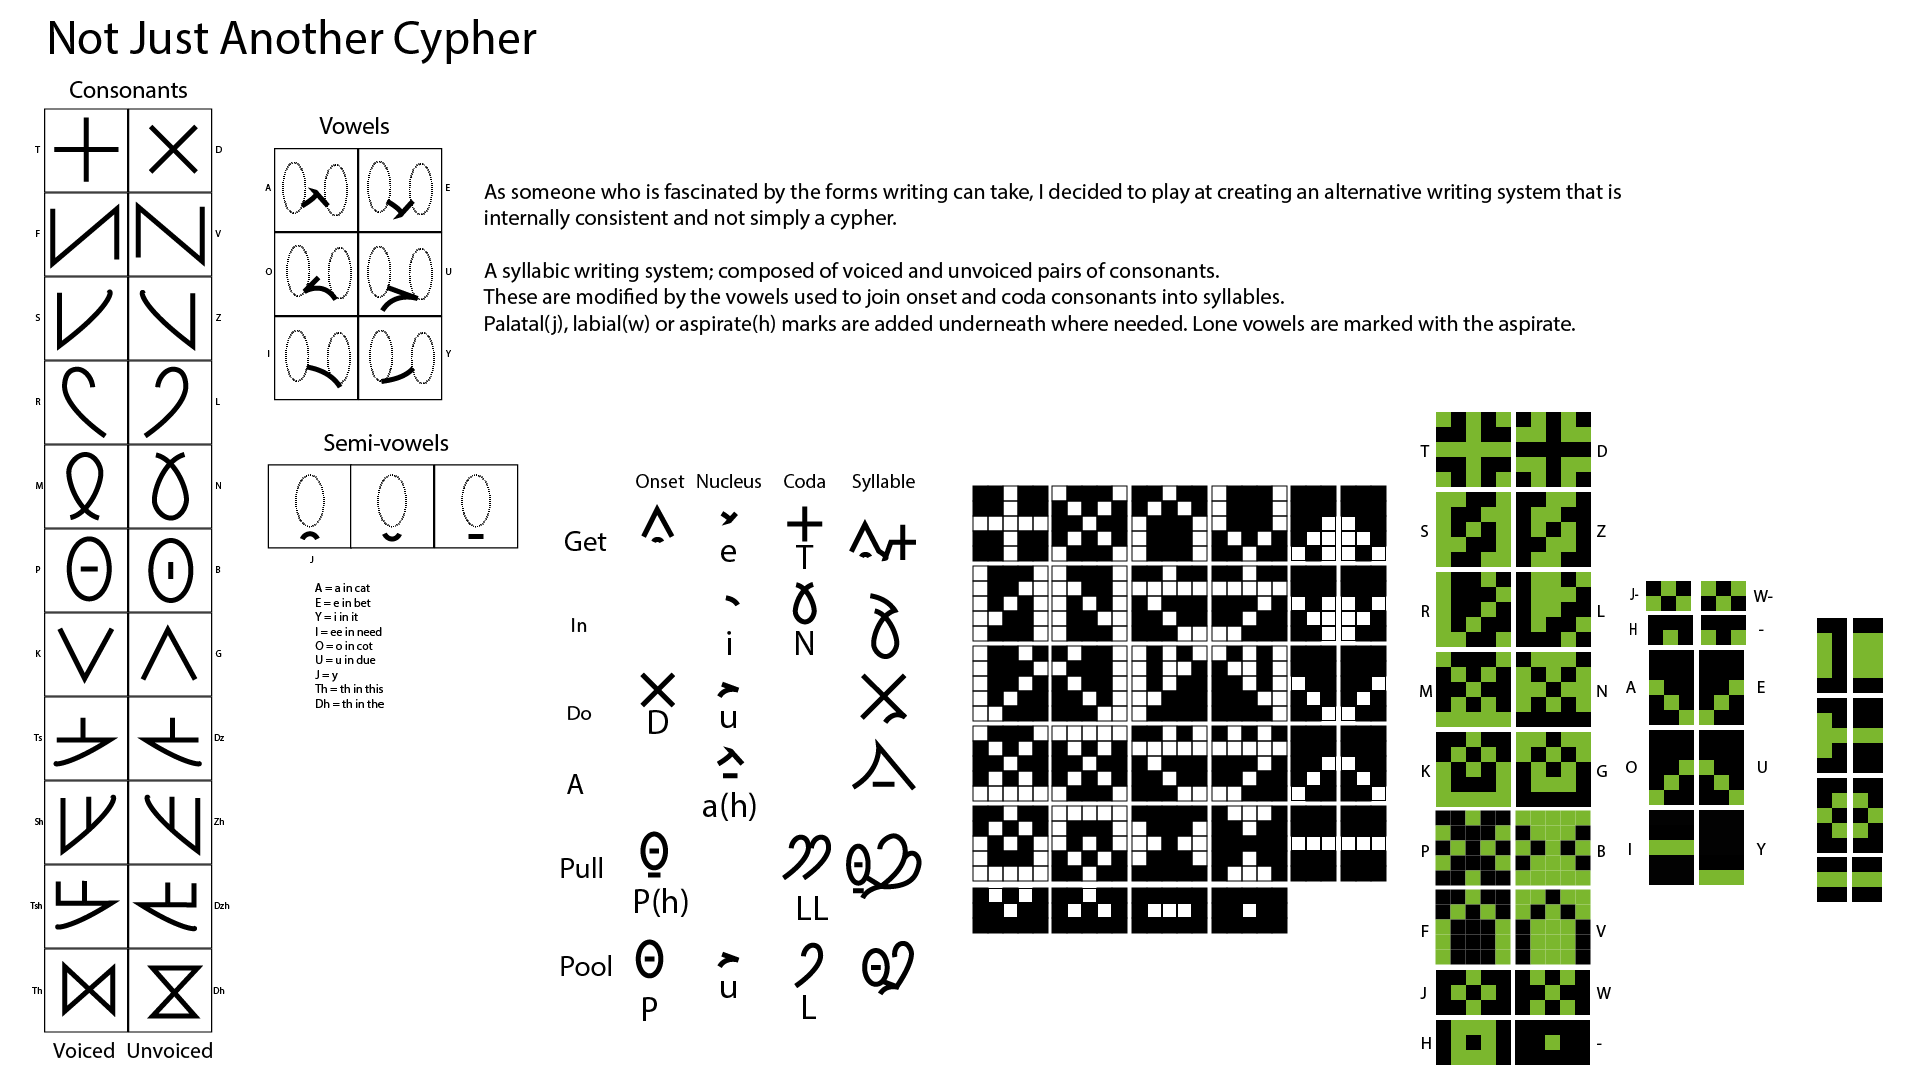 Not Just Another Cypher
Consonants
T D
F V
S Z
R L
M N
P B
K G
Ts Dz
Sh Zh
Tsh Dzh
Th Dh
Voiced Unvoiced
Vowels
A E
O U
I Y
Semi-vowels
J
A = a in cat
E = e in bet
Y = i in it
I = ee in need
O = o in cot
U = u in due
J = y
Th = th in this
Dh = th in the
As someone who is fascinated by the forms writing can take, I decided to play at creating an alternative writing system that is
internally consistent and not simply a cypher.
A syllabic writing system; composed of voiced and unvoiced pairs of consonants.
These are modified by the vowels used to join onset and coda consonants into syllables.
Palatal(j), labial(w) or aspirate(h) marks are added underneath where needed. Lone vowels are marked with the aspirate.
Onset Nucleus Coda Syllable
Get
e T
In
i N
Do
D u
A
a(h)
Pull
P(h) LL
Pool
u
P L
T D
S Z
R L
M N
K G
P B
F V
J W
H -
J- W-
H -
A E
O U
I Y